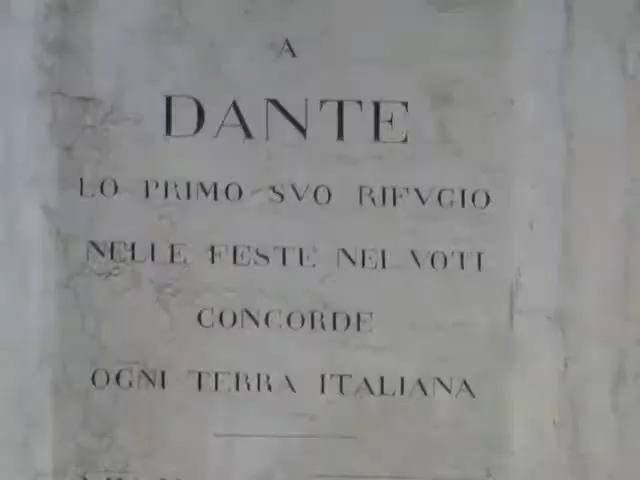 A
DANTE
LO PRIMO SVO RIFVGIO
NELLE FESTE NEI VOTI
CONCORDE
OGNI TERRA ITALIANA